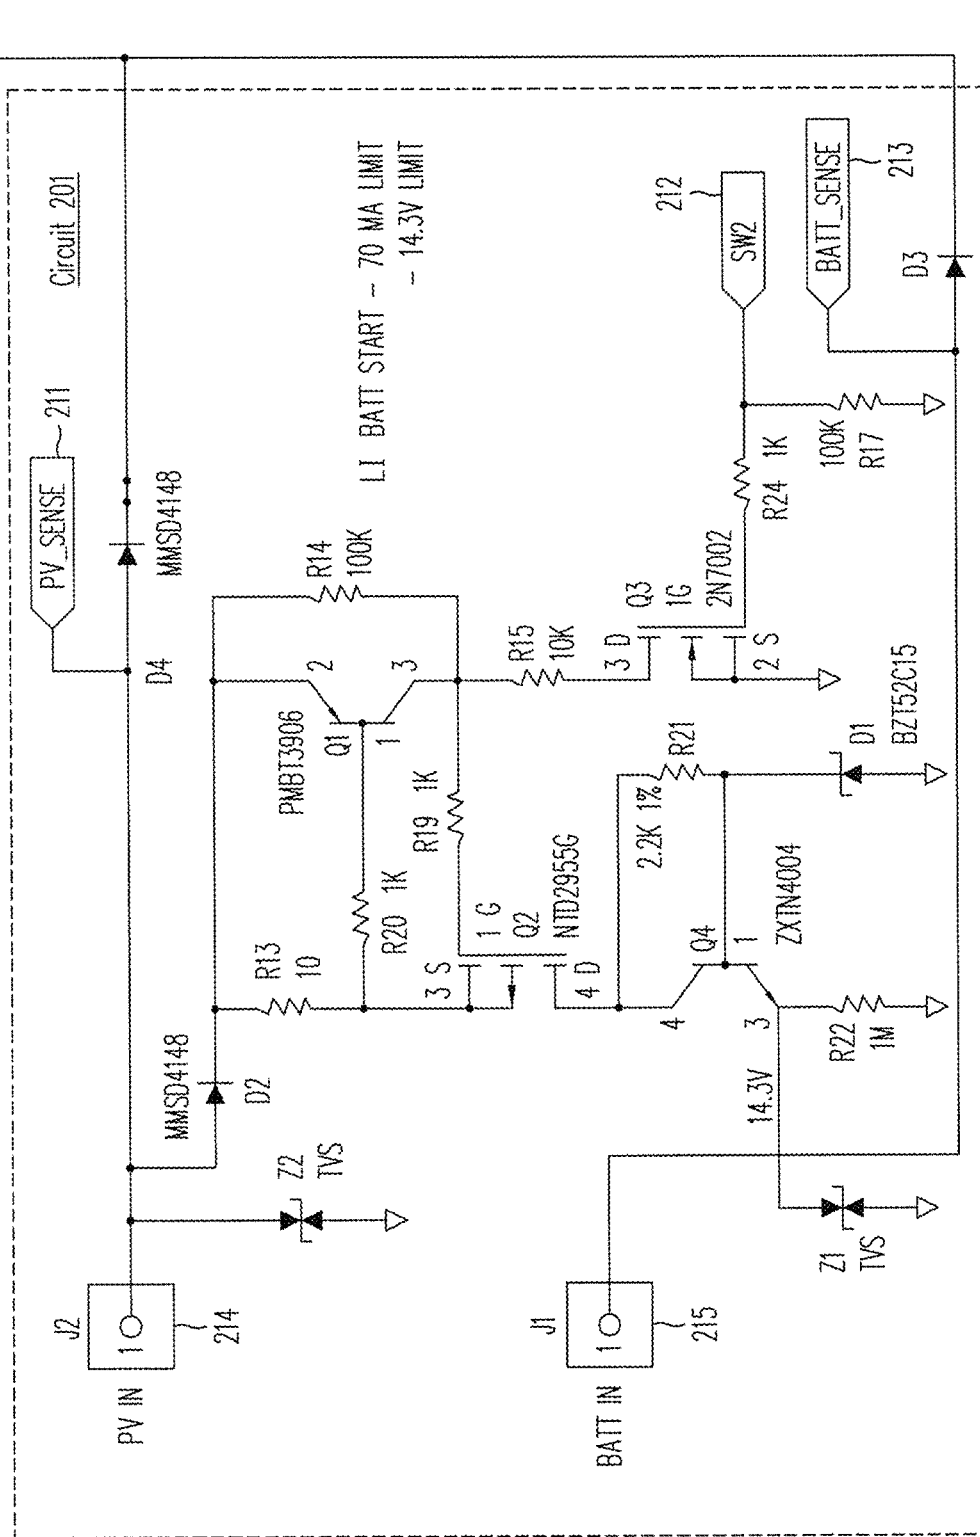 Circuit 201
PV_SENSE
211
MMSD4148
D4
LI BATT START - 70 MA LIMIT
- 14.3V LIMIT
212
SW2
BATT_SENSE
213
D3
R14
100K
2
3
PMBT3906
Q1
1
R15
10K
Q3
1G
2N7002
3 D
2 S
R24 1K
100K
R17
R13
10
R20 1K
R19 1K
3 S
1 G
Q2
NTD2955G
4 D
2.2K 1%
R21
D1
BZT52C15
Q4
1
ZXTN4004
4
3
R22
1M
14.3V
MMSD4148
D2
Z2
TVS
Z1
TVS
J2
1
214
PV IN
J1
1
215
BATT IN